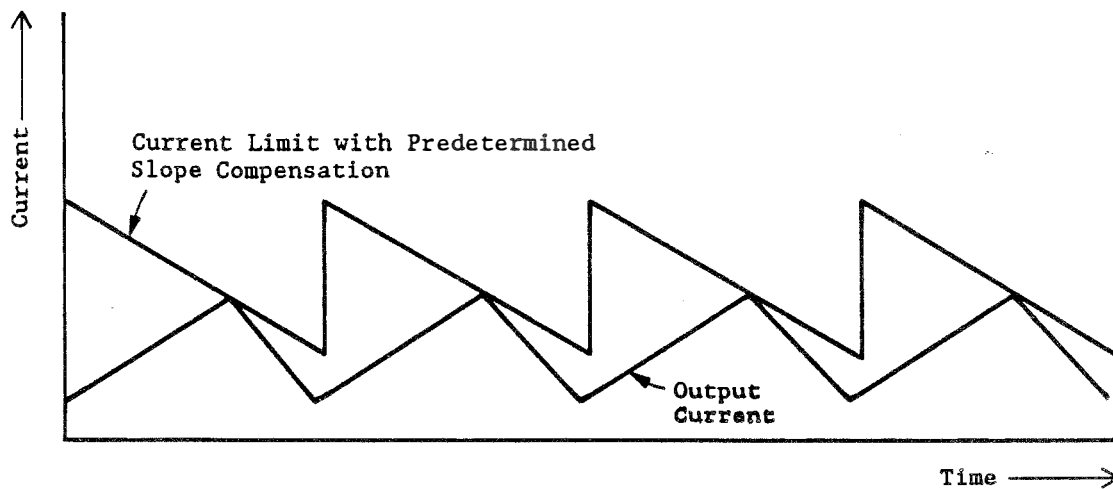 Current
Current Limit with Predetermined
Slope Compensation
Output
Current
Time